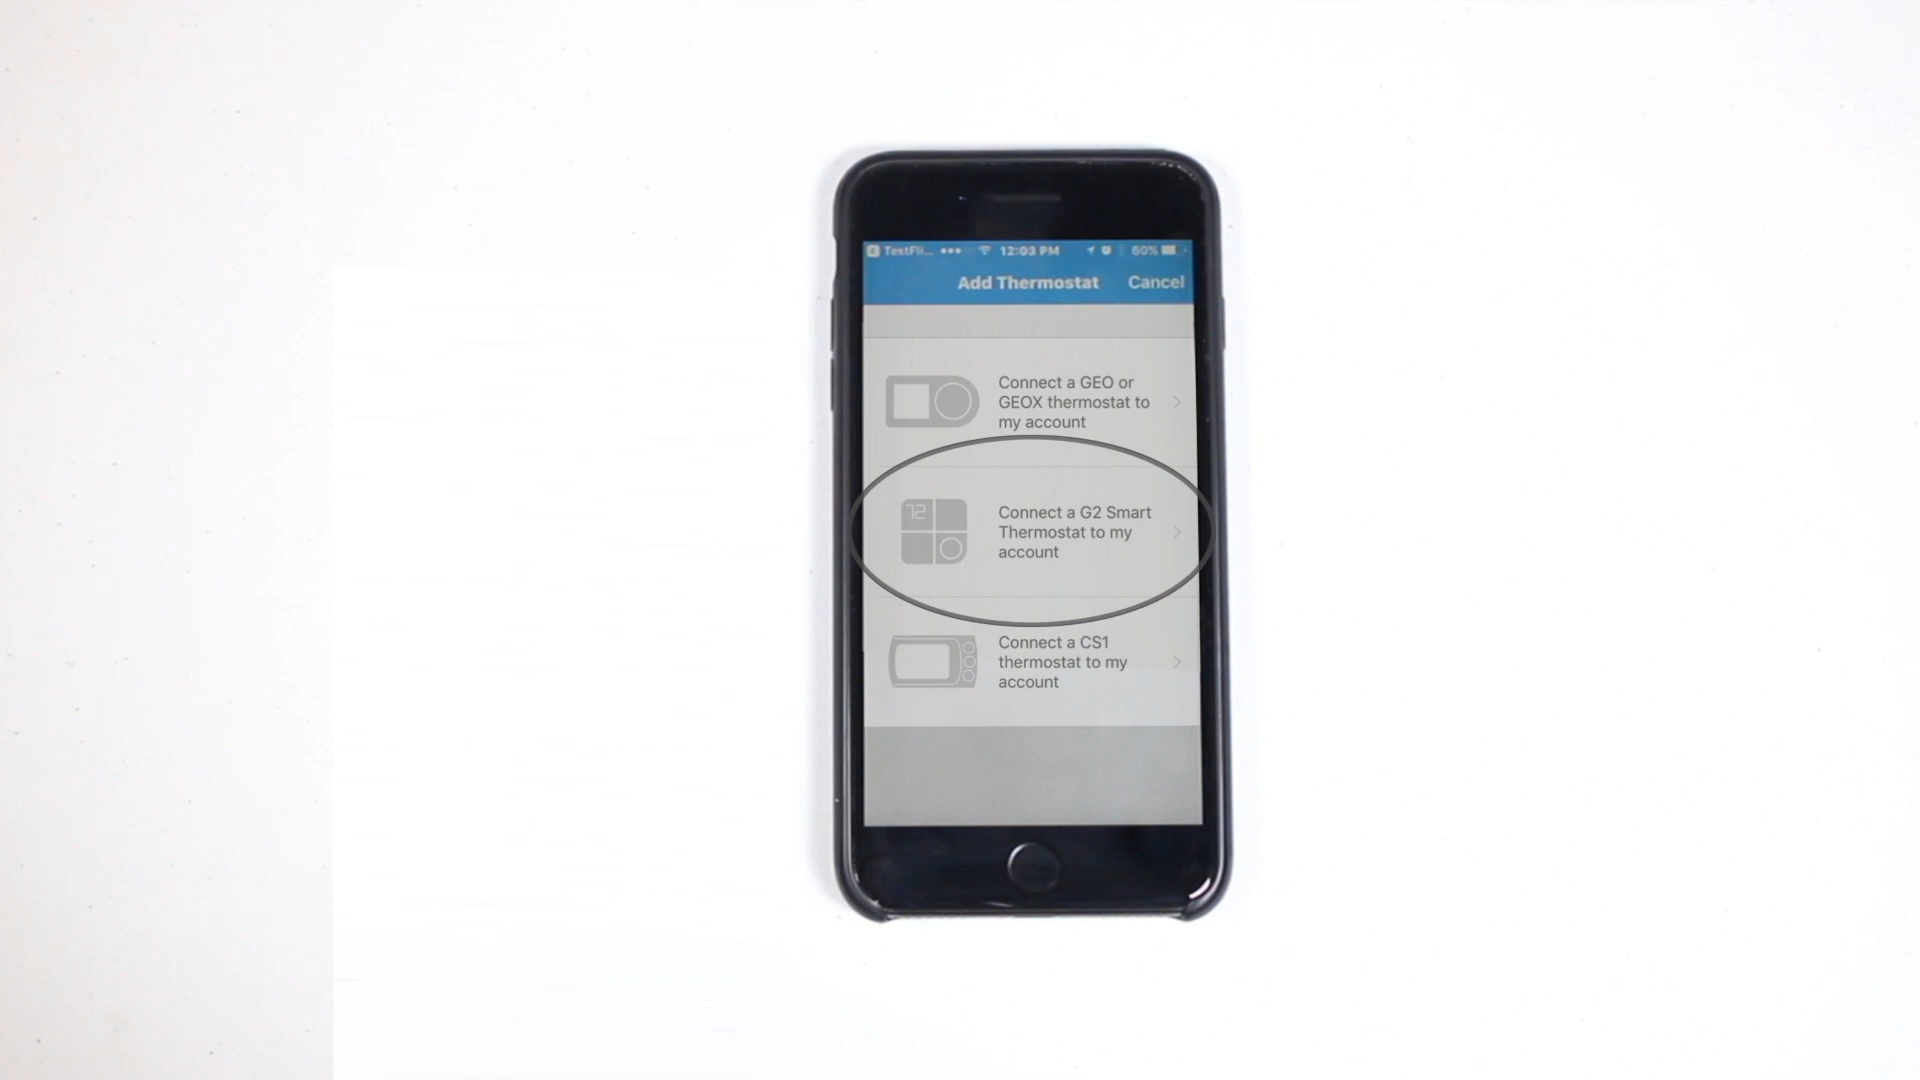 TestFli... 12:03 PM 60%
Add Thermostat Cancel
Connect a GEO or
GEOX thermostat to
my account
72
Connect a G2 Smart
Thermostat to my
account
Connect a CS1
thermostat to my
account